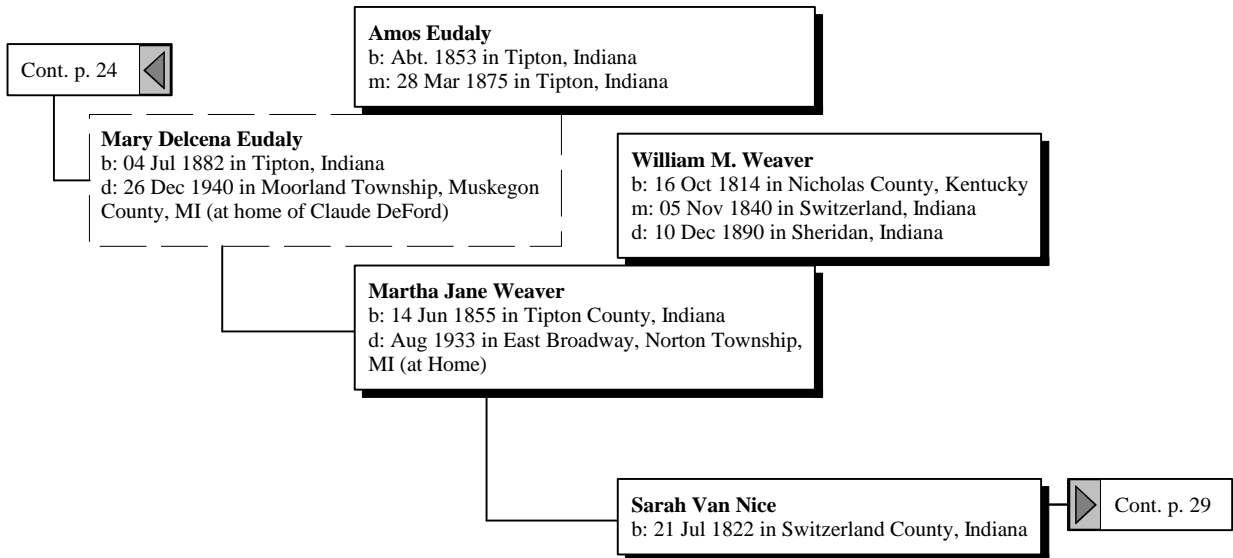 Amos Eudaly
b: Abt. 1853 in Tipton, Indiana
m: 28 Mar 1875 in Tipton, Indiana
Cont. p. 24
Mary Delcena Eudaly
b: 04 Jul 1882 in Tipton, Indiana
d: 26 Dec 1940 in Moorland Township, Muskegon
County, MI (at home of Claude DeFord)
William M. Weaver
b: 16 Oct 1814 in Nicholas County, Kentucky
m: 05 Nov 1840 in Switzerland, Indiana
d: 10 Dec 1890 in Sheridan, Indiana
Martha Jane Weaver
b: 14 Jun 1855 in Tipton County, Indiana
d: Aug 1933 in East Broadway, Norton Township,
MI (at Home)
Sarah Van Nice
b: 21 Jul 1822 in Switzerland County, Indiana
Cont. p. 29